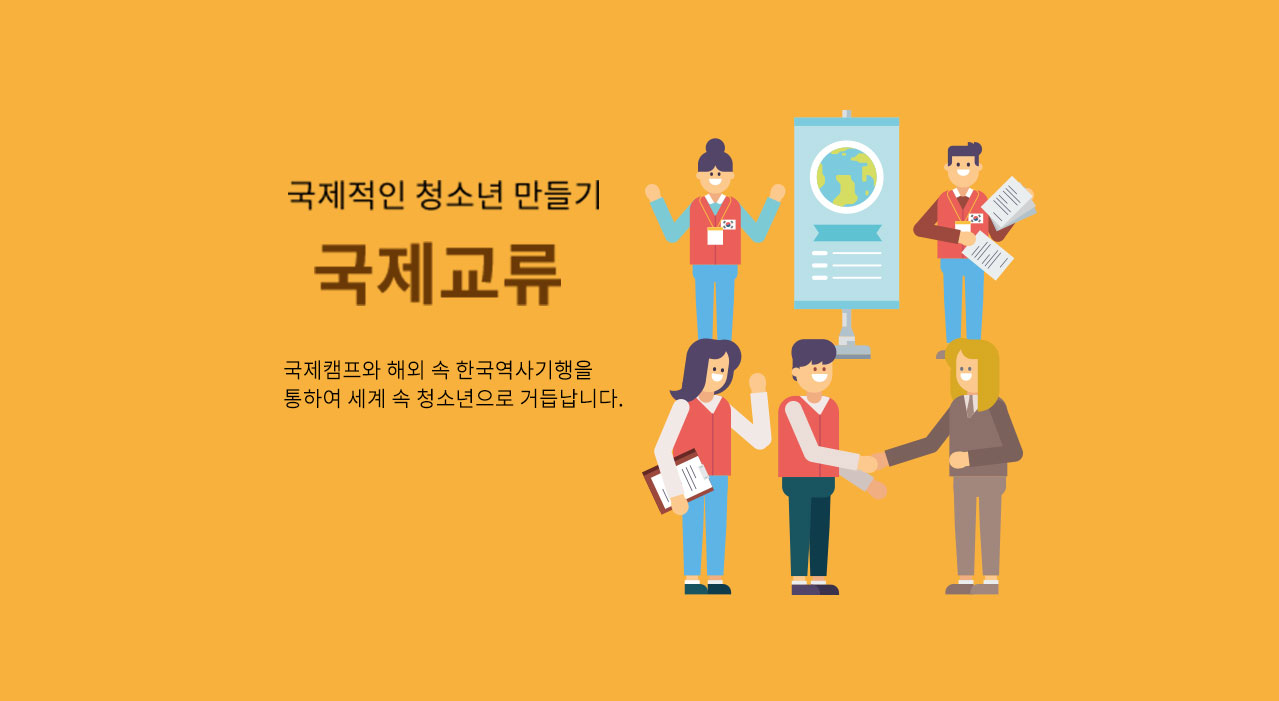 국제적인 청소년 만들기
국제교류
국제캠프와 해외 속 한국역사기행을
통하여 세계 속 청소년으로 거듭납니다.